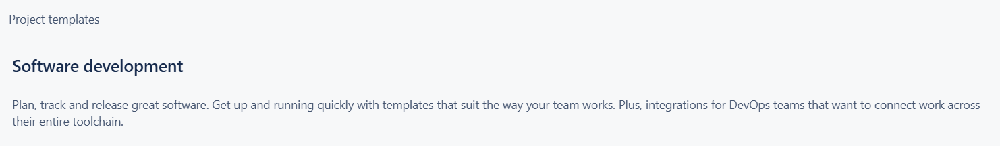 Project templates
Software development
Plan, track and release great software. Get up and running quickly with templates that suit the way your team works. Plus, integrations for DevOps teams that want to connect work across
their entire toolchain.